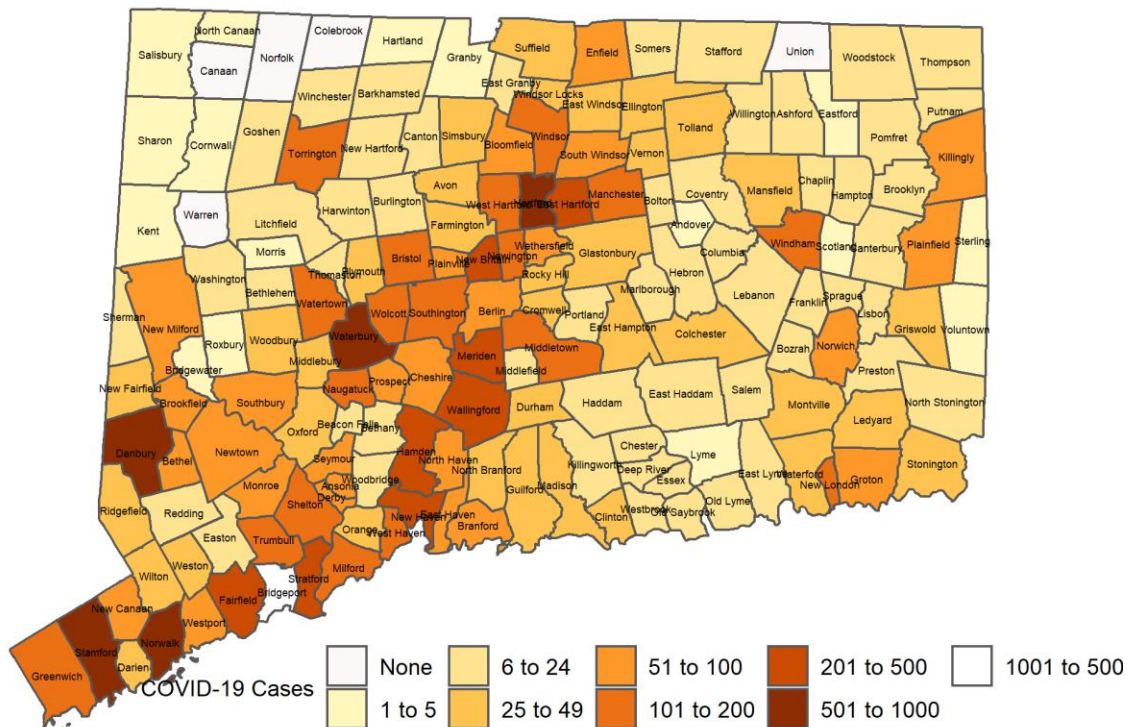 North Canaan
Colebrook
Salisbury
Canaan
Norfolk
Hartland
Granby
Suffield
Enfield
Somers
Stafford
Union
Woodstock
Thompson
East Granby
Windsor Locks
Winchester
Barkhamsted
East Windsor
Ellington
Putnam
Sharon
Cornwall
Goshen
Torrington
New Hartford
Canton
Simsbury
Bloomfield
Windsor
South Windsor
Vernon
Tolland
Willington
Ashford
Eastford
Pomfret
Killingly
Avon
West Hartford
Hartford
East Hartford
Manchester
Bolton
Coventry
Mansfield
Chaplin
Hampton
Brooklyn
Kent
Warren
Litchfield
Harwinton
Burlington
Farmington
Andover
Morris
Wethersfield
Newington
Glastonbury
Columbia
Windham
Scotland
Canterbury
Plainfield
Sterling
Washington
Bethlehem
Thomaston
Plymouth
Bristol
Plainville
New Britain
Rocky Hill
Hebron
Marlborough
Lebanon
Franklin
Sprague
Lisbon
Sherman
New Milford
Watertown
Wolcott
Southington
Berlin
Cromwell
Portland
East Hampton
Colchester
Griswold
Voluntown
Roxbury
Woodbury
Waterbury
Meriden
Middletown
Bozrah
Norwich
Preston
Bridgewater
Middlebury
Middlefield
New Fairfield
Brookfield
Southbury
Naugatuck
Prospect
Cheshire
Wallingford
Durham
Haddam
East Haddam
Salem
Montville
Ledyard
North Stonington
Beacon Falls
Bethany
Danbury
Bethel
Newtown
Oxford
Seymour
Hamden
North Haven
North Branford
Guilford
Madison
Killingworth
Chester
Deep River
Essex
Lyme
East Lyme
Waterford
New London
Groton
Stonington
Monroe
Ansonia
Derby
Woodbridge
Ridgefield
Redding
Shelton
New Haven
East Haven
Branford
Clinton
Westbrook
Old Saybrook
Old Lyme
Easton
Trumbull
Orange
West Haven
Wilton
Weston
Milford
Stratford
Bridgeport
Fairfield
New Canaan
Westport
Norwalk
Stamford
Darien
Greenwich
COVID-19 Cases
None
6 to 24
51 to 100
201 to 500
1001 to 500
1 to 5
25 to 49
101 to 200
501 to 1000